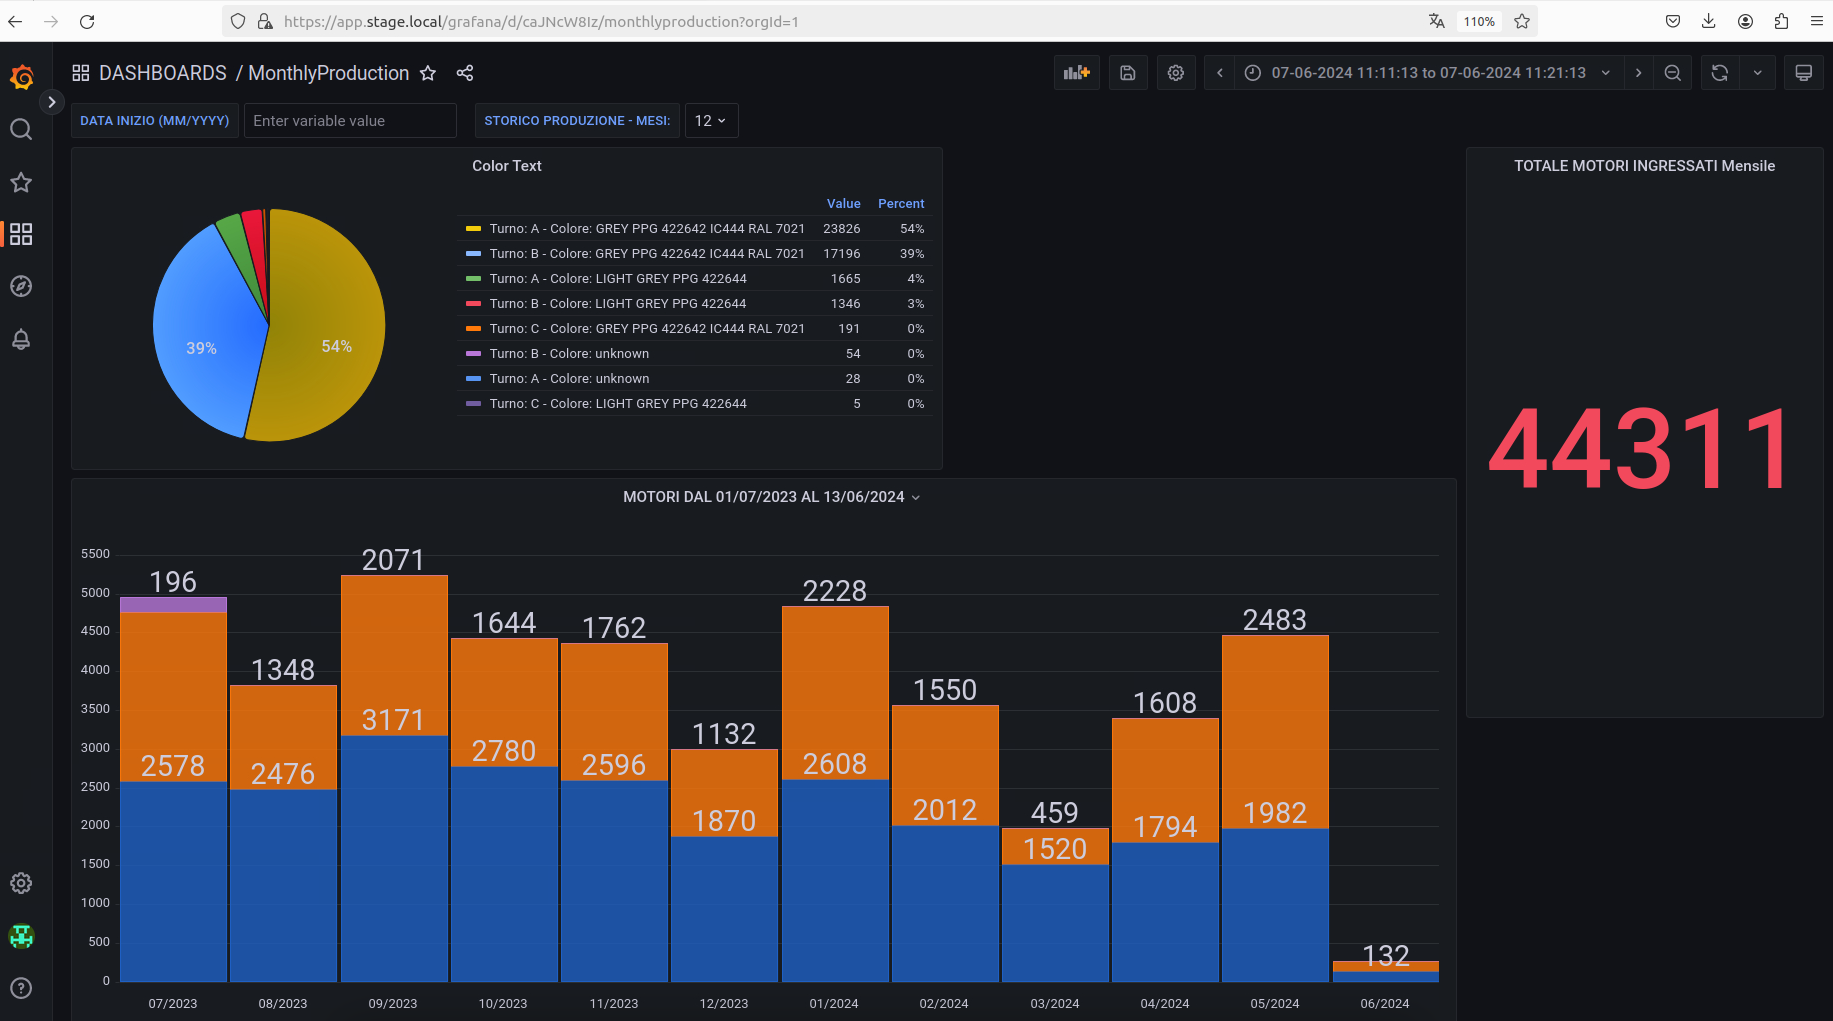 https://app.stage.local/grafana/d/caJNcW8Iz/monthlyproduction?orgId=1
110%
DASHBOARDS / MonthlyProduction
07-06-2024 11:11:13 to 07-06-2024 11:21:13
DATA INIZIO (MM/YYYY)
Enter variable value
STORICO PRODUZIONE - MESI:
12
Color Text
Value Percent
Turno: A - Colore: GREY PPG 422642 IC444 RAL 7021 23826 54%
Turno: B - Colore: GREY PPG 422642 IC444 RAL 7021 17196 39%
Turno: A - Colore: LIGHT GREY PPG 422644 1665 4%
Turno: B - Colore: LIGHT GREY PPG 422644 1346 3%
Turno: C - Colore: GREY PPG 422642 IC444 RAL 7021 191 0%
Turno: B - Colore: unknown 54 0%
Turno: A - Colore: unknown 28 0%
Turno: C - Colore: LIGHT GREY PPG 422644 5 0%
39%
54%
TOTALE MOTORI INGRESSATI Mensile
44311
MOTORI DAL 01/07/2023 AL 13/06/2024
5500
5000
4500
4000
3500
3000
2500
2000
1500
1000
500
0
196
2578
1348
2476
2071
3171
1644
2780
1762
2596
1132
1870
2228
2608
1550
2012
459
1520
1608
1794
2483
1982
132
07/2023 08/2023 09/2023 10/2023 11/2023 12/2023 01/2024 02/2024 03/2024 04/2024 05/2024 06/2024